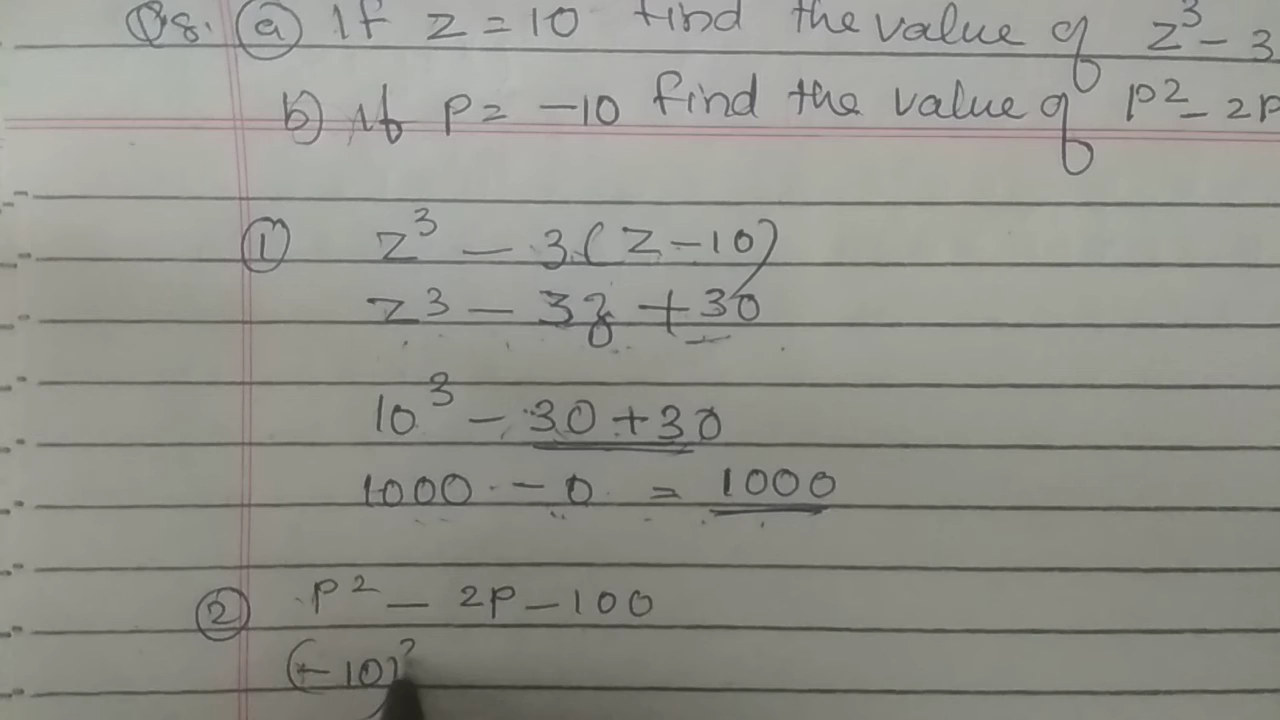 Q8. (a) If z = 10 find the value of z³ - 3
b) if p = -10 find the value of p² - 2p
① z³ - 3(z - 10)
z³ - 3z + 30
10³ - 30 + 30
1000 - 0 = 1000
② p² - 2p - 100
(-10)²